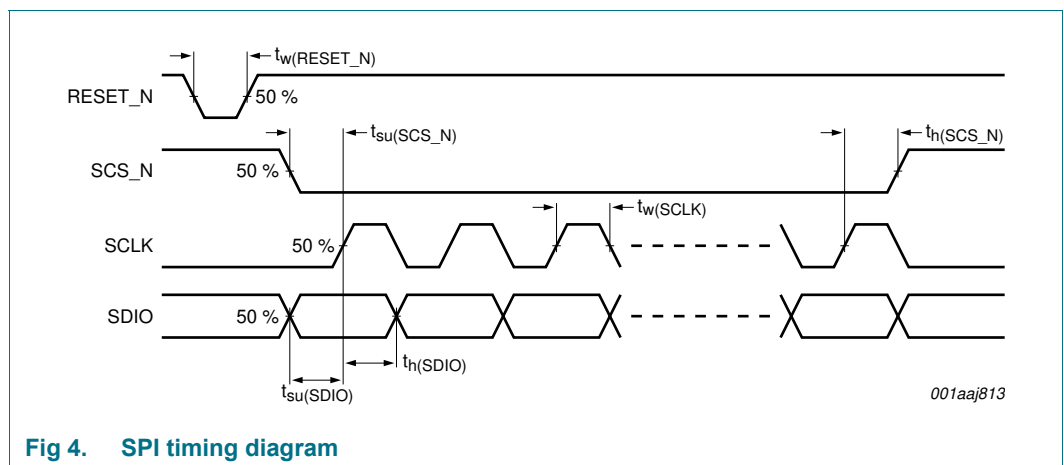 tw(RESET_N)
RESET_N
50 %
tsu(SCS_N)
th(SCS_N)
SCS_N
50 %
tw(SCLK)
SCLK
50 %
SDIO
50 %
th(SDIO)
tsu(SDIO)
001aaj813
Fig 4. SPI timing diagram